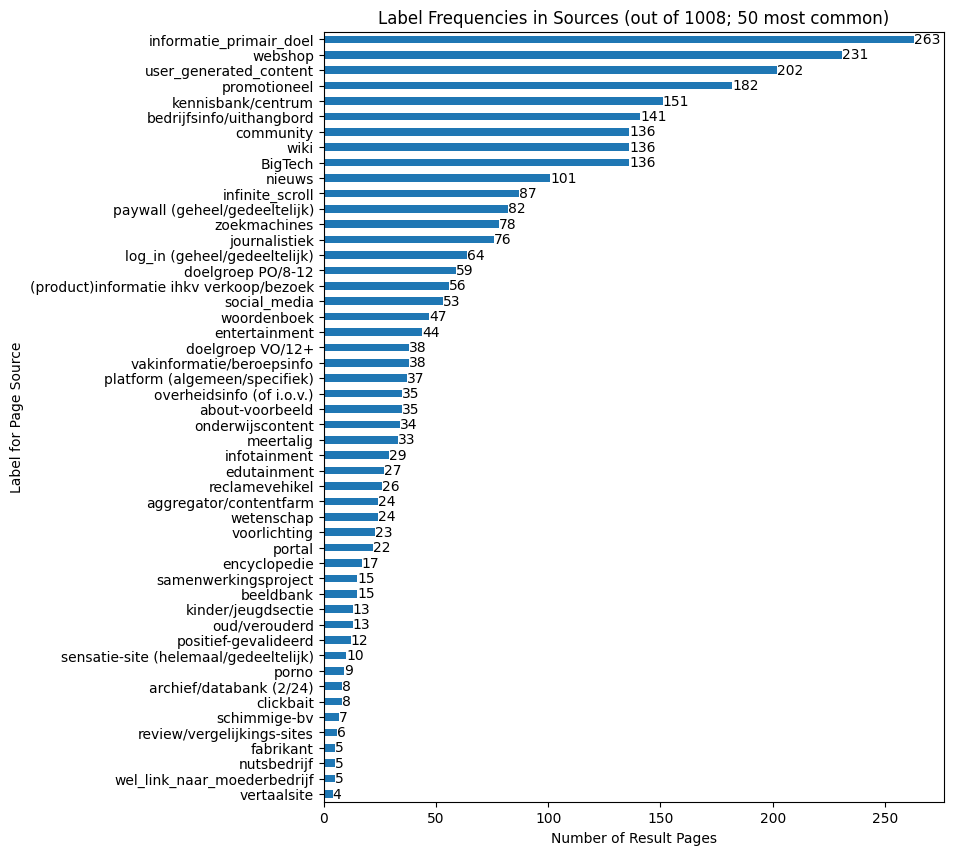 Label Frequencies in Sources (out of 1008; 50 most common)
informatie_primair_doel 263
webshop 231
user_generated_content 202
promotioneel 182
kennisbank/centrum 151
bedrijfsinfo/uithangbord 141
community 136
wiki 136
BigTech 136
nieuws 101
infinite_scroll 87
paywall (geheel/gedeeltelijk) 82
zoekmachines 78
journalistiek 76
log_in (geheel/gedeeltelijk) 64
doelgroep PO/8-12 59
(product)informatie ihkv verkoop/bezoek 56
social_media 53
woordenboek 47
entertainment 44
doelgroep VO/12+ 38
vakinformatie/beroepsinfo 38
platform (algemeen/specifiek) 37
overheidsinfo (of i.o.v.) 35
about-voorbeeld 35
onderwijscontent 34
meertalig 33
infotainment 29
edutainment 27
reclamevehikel 26
aggregator/contentfarm 24
wetenschap 24
voorlichting 23
portal 22
encyclopedie 17
samenwerkingsproject 15
beeldbank 15
kinder/jeugdsectie 13
oud/verouderd 13
positief-gevalideerd 12
sensatie-site (helemaal/gedeeltelijk) 10
porno 9
archief/databank (2/24) 8
clickbait 8
schimmige-bv 7
review/vergelijkings-sites 6
fabrikant 5
nutsbedrijf 5
wel_link_naar_moederbedrijf 5
vertaalsite 4
0 50 100 150 200 250
Number of Result Pages
Label for Page Source